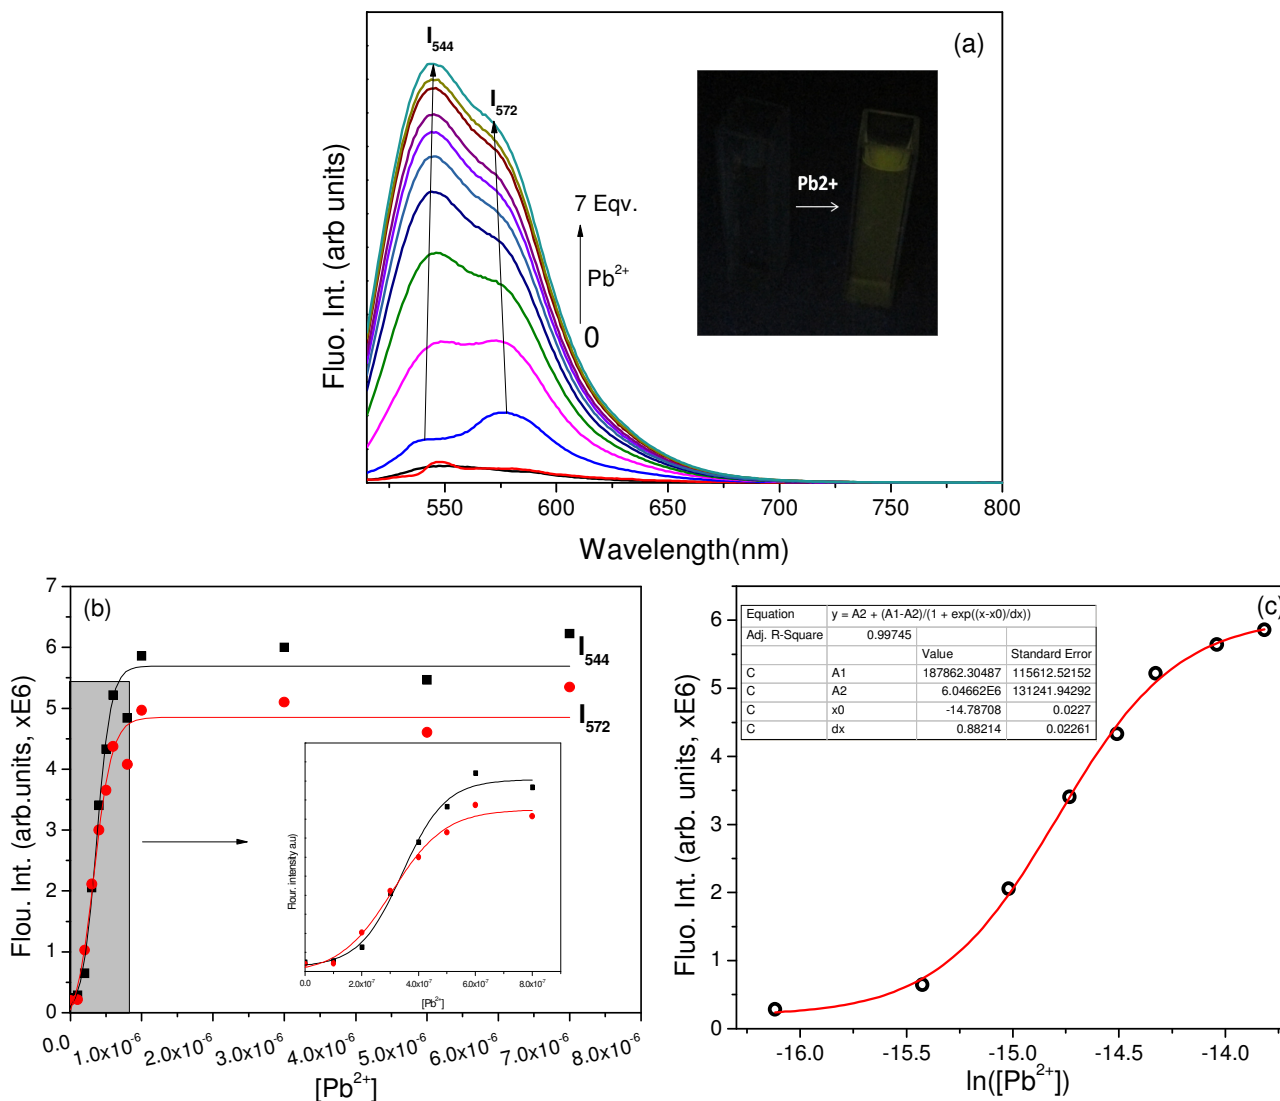 (a)
I544
I572
7 Eqv.
Pb2+
0
Pb2+
Fluo. Int. (arb units)
550 600 650 700 750 800
Wavelength(nm)
(b)
7
6
5
4
3
2
1
0
Flou. Int. (arb.units, xE6)
I544
I572
Flour. intensity a.u)
0.0 2.0x10-7 4.0x10-7 6.0x10-7 8.0x10-7
[Pb2+]
0.0 1.0x10-6 2.0x10-6 3.0x10-6 4.0x10-6 5.0x10-6 6.0x10-6 7.0x10-6 8.0x10-6
[Pb2+]
(c)
6
5
4
3
2
1
0
Fluo. Int. (arb. units, xE6)
Equation y = A2 + (A1-A2)/(1 + exp((x-x0)/dx))
Adj. R-Square 0.99745
Value Standard Error
C A1 187862.30487 115612.52152
C A2 6.04662E6 131241.94292
C x0 -14.78708 0.0227
C dx 0.88214 0.02261
-16.0 -15.5 -15.0 -14.5 -14.0
ln([Pb2+])